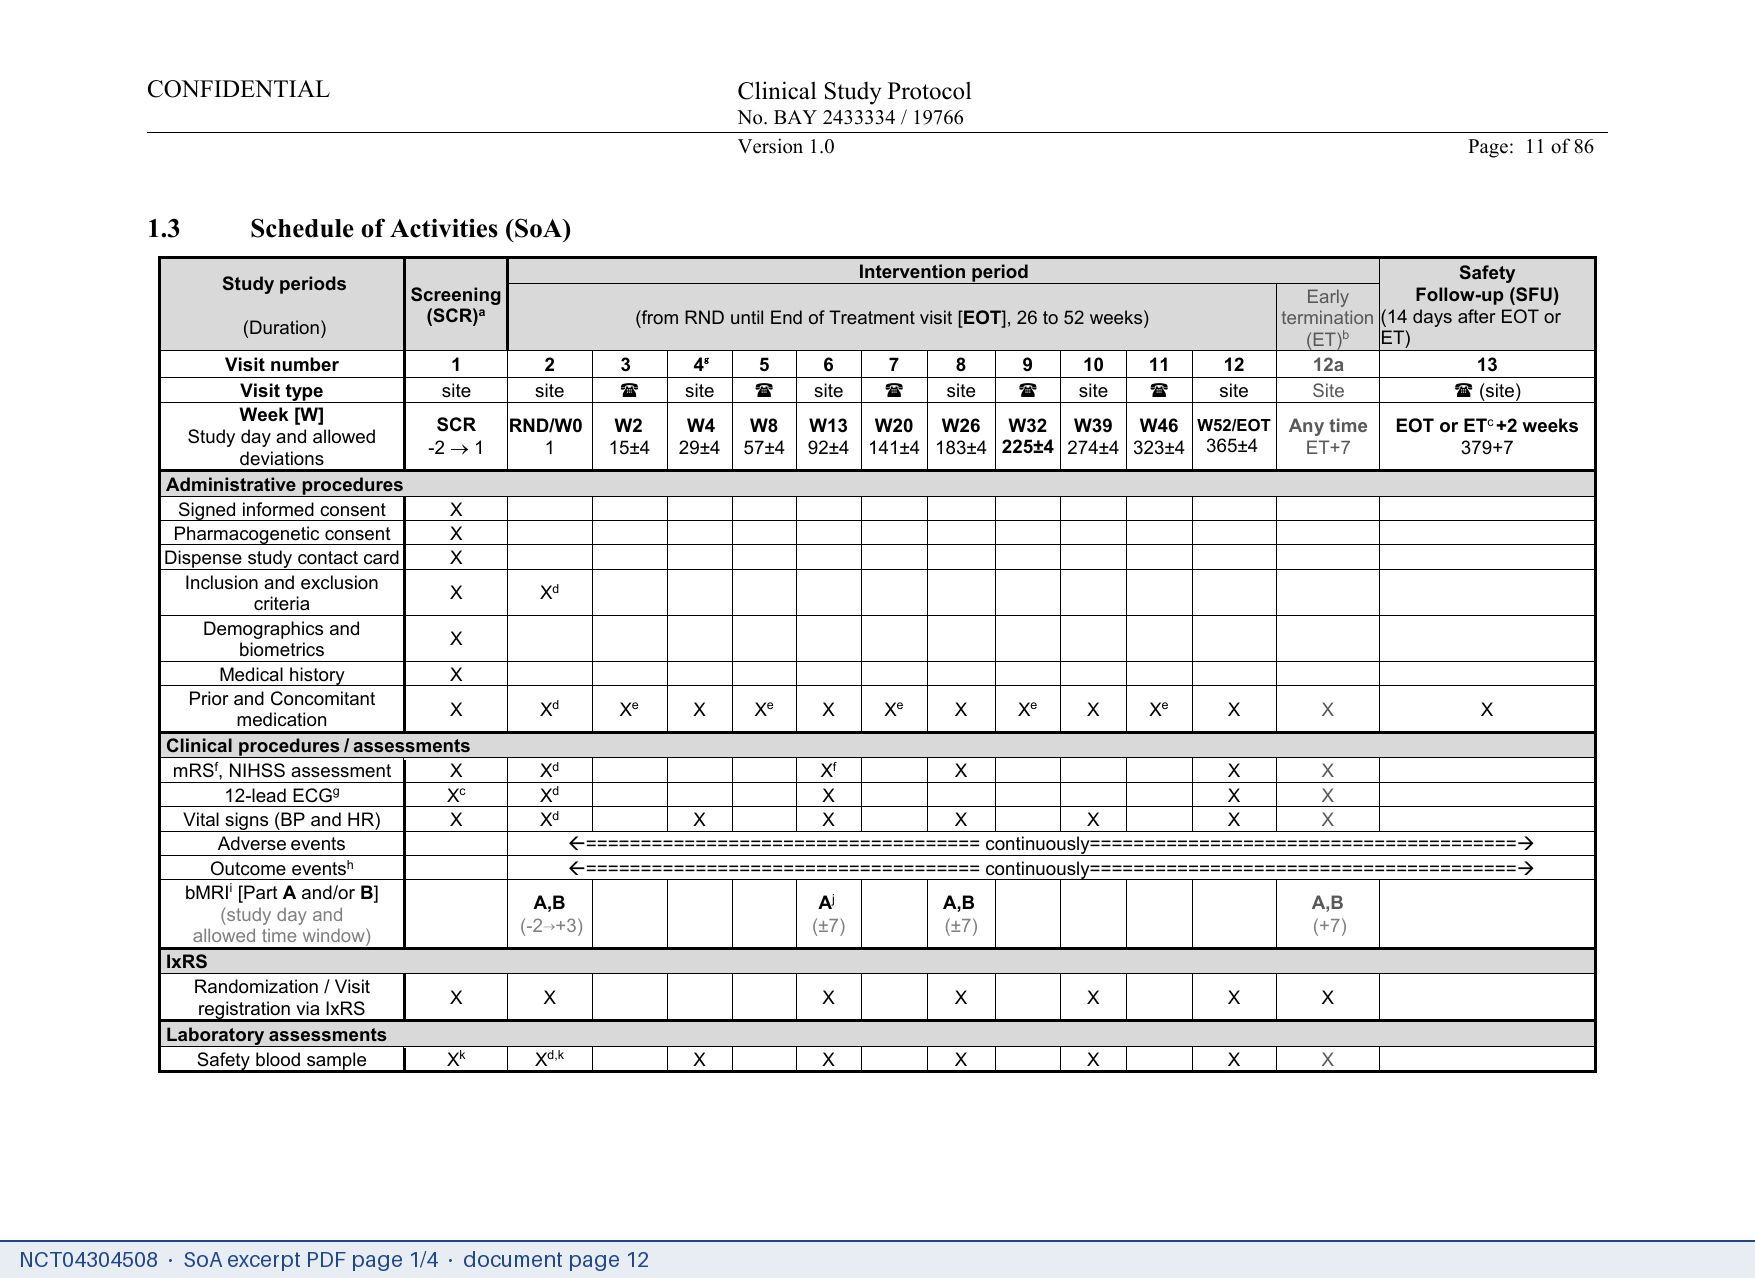 CONFIDENTIAL
Clinical Study Protocol
No. BAY 2433334 / 19766
Version 1.0
Page: 11 of 86
1.3 Schedule of Activities (SoA)
Study periods
(Duration)
Screening
(SCR)a
Intervention period
(from RND until End of Treatment visit [EOT], 26 to 52 weeks)
Early
termination
(ET)b
Safety
Follow-up (SFU)
(14 days after EOT or
ET)
Visit number 1 2 3 4 5 6 7 8 9 10 11 12 12a 13
Visit type site site ☎ site ☎ site ☎ site ☎ site ☎ site Site ☎ (site)
Week [W]
Study day and allowed
deviations
SCR RND/W0 W2 W4 W8 W13 W20 W26 W32 W39 W46 W52/EOT Any time EOT or ETc +2 weeks
-2 → 1 1 15±4 29±4 57±4 92±4 141±4 183±4 225±4 274±4 323±4 365±4 ET+7 379+7
Administrative procedures
Signed informed consent X
Pharmacogenetic consent X
Dispense study contact card X
Inclusion and exclusion
criteria
X Xd
Demographics and
biometrics
X
Medical history X
Prior and Concomitant
medication
X Xd Xe X Xe X Xe X Xe X Xe X X X
Clinical procedures / assessments
mRSf, NIHSS assessment X Xd Xf X X X
12-lead ECGg Xc Xd X X X
Vital signs (BP and HR) X Xd X X X X X X
Adverse events ←==================================== continuously=======================================→
Outcome eventsh ←==================================== continuously=======================================→
bMRIi [Part A and/or B]
(study day and
allowed time window)
A,B Aj A,B A,B
(-2→+3) (±7) (±7) (+7)
IxRS
Randomization / Visit
registration via IxRS
X X X X X X X
Laboratory assessments
Safety blood sample Xk Xd,k X X X X X X
NCT04304508 · SoA excerpt PDF page 1/4 · document page 12